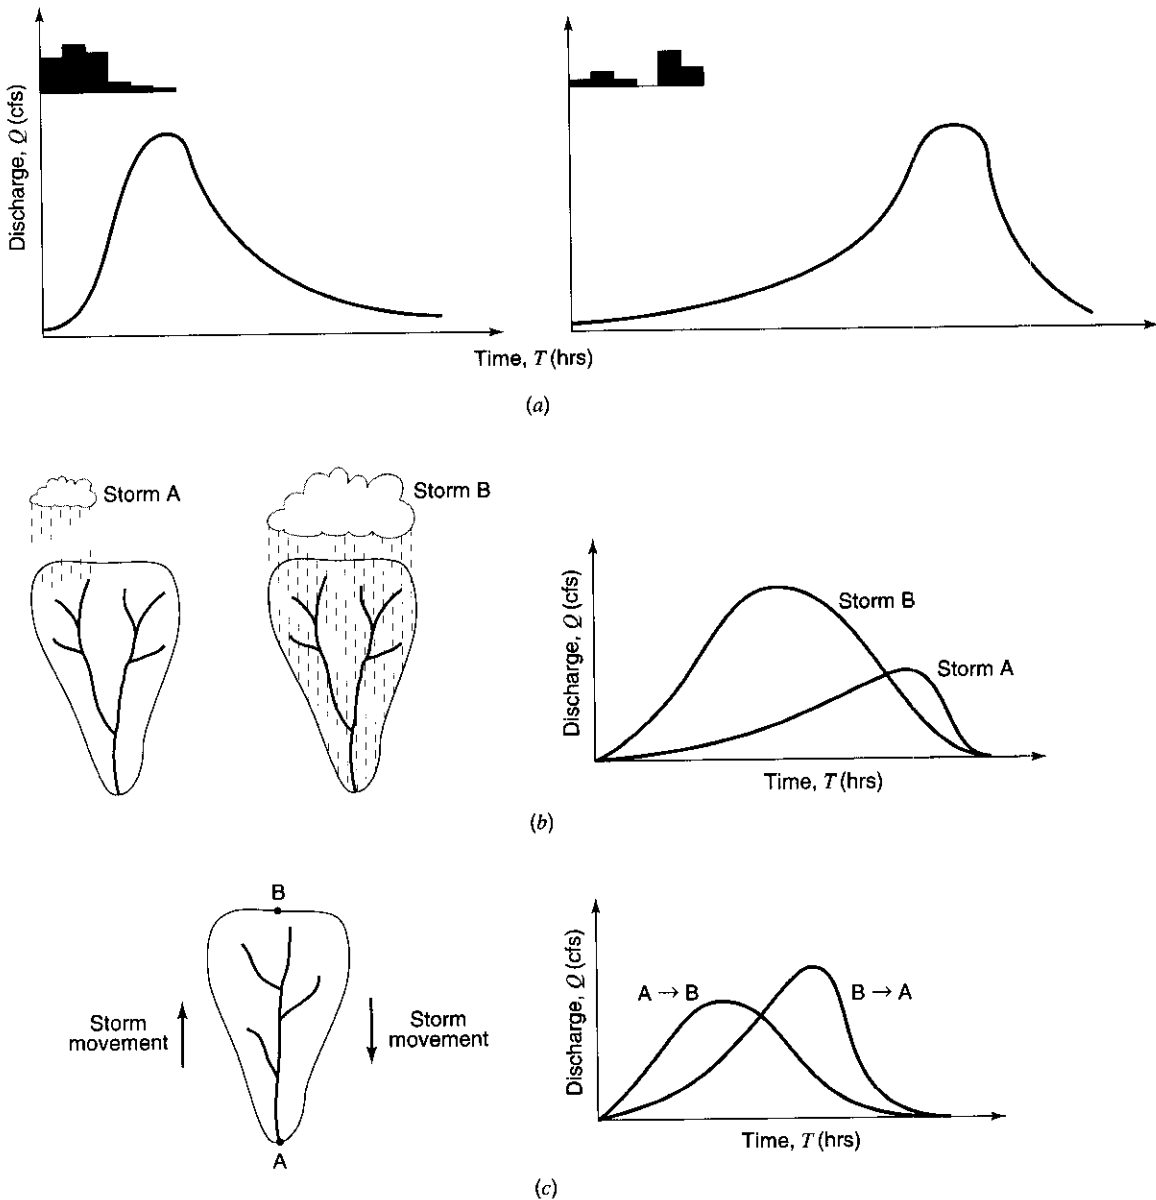 Discharge, Q (cfs)
Time, T (hrs)
(a)
Storm A
Storm B
Discharge, Q (cfs)
Storm B
Storm A
Time, T (hrs)
(b)
B
Storm
movement
Storm
movement
A
Discharge, Q (cfs)
A → B
B → A
Time, T (hrs)
(c)